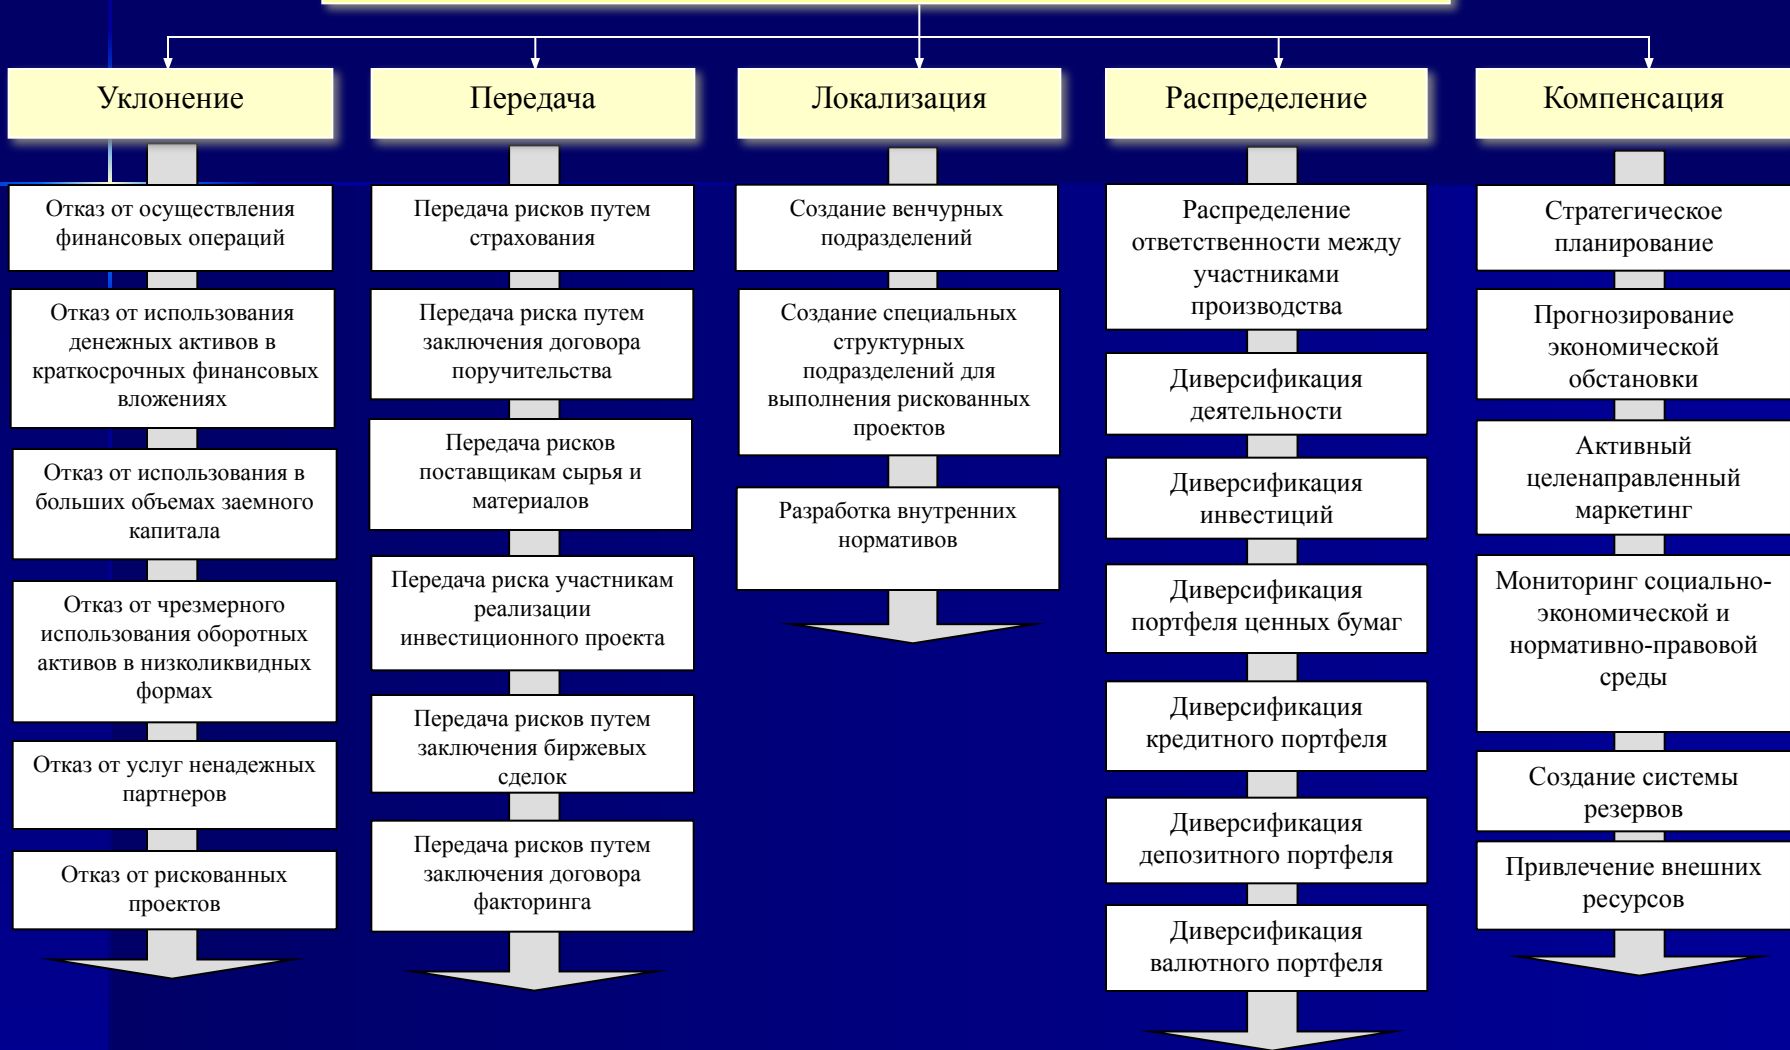 Уклонение
Передача
Локализация
Распределение
Компенсация
Отказ от осуществления
финансовых операций
Отказ от использования
денежных активов в
краткосрочных финансовых
вложениях
Отказ от использования в
больших объемах заемного
капитала
Отказ от чрезмерного
использования оборотных
активов в низколиквидных
формах
Отказ от услуг ненадежных
партнеров
Отказ от рискованных
проектов
Передача рисков путем
страхования
Передача риска путем
заключения договора
поручительства
Передача рисков
поставщикам сырья и
материалов
Передача риска участникам
реализации
инвестиционного проекта
Передача рисков путем
заключения биржевых
сделок
Передача рисков путем
заключения договора
факторинга
Создание венчурных
подразделений
Создание специальных
структурных
подразделений для
выполнения рискованных
проектов
Разработка внутренних
нормативов
Распределение
ответственности между
участниками
производства
Диверсификация
деятельности
Диверсификация
инвестиций
Диверсификация
портфеля ценных бумаг
Диверсификация
кредитного портфеля
Диверсификация
депозитного портфеля
Диверсификация
валютного портфеля
Стратегическое
планирование
Прогнозирование
экономической
обстановки
Активный
целенаправленный
маркетинг
Мониторинг социально-
экономической и
нормативно-правовой
среды
Создание системы
резервов
Привлечение внешних
ресурсов